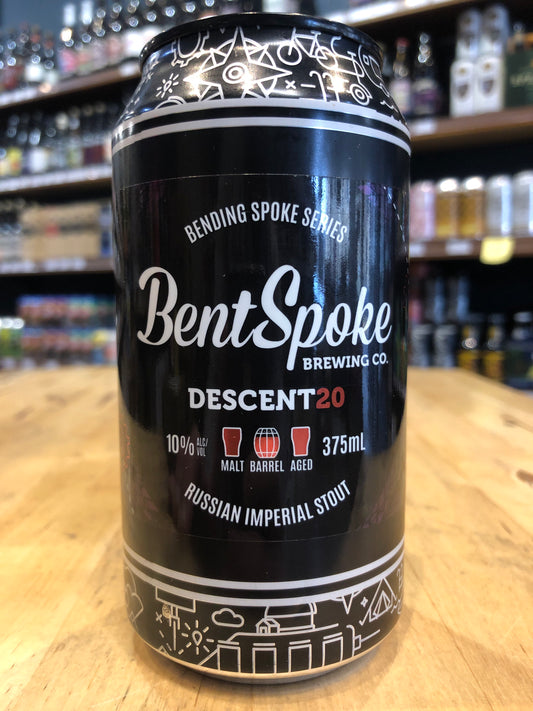 BENDING SPOKE SERIES
BentSpoke
BREWING CO.
DESCENT20
10% ALC/VOL 375mL
MALT BARREL AGED
RUSSIAN IMPERIAL STOUT